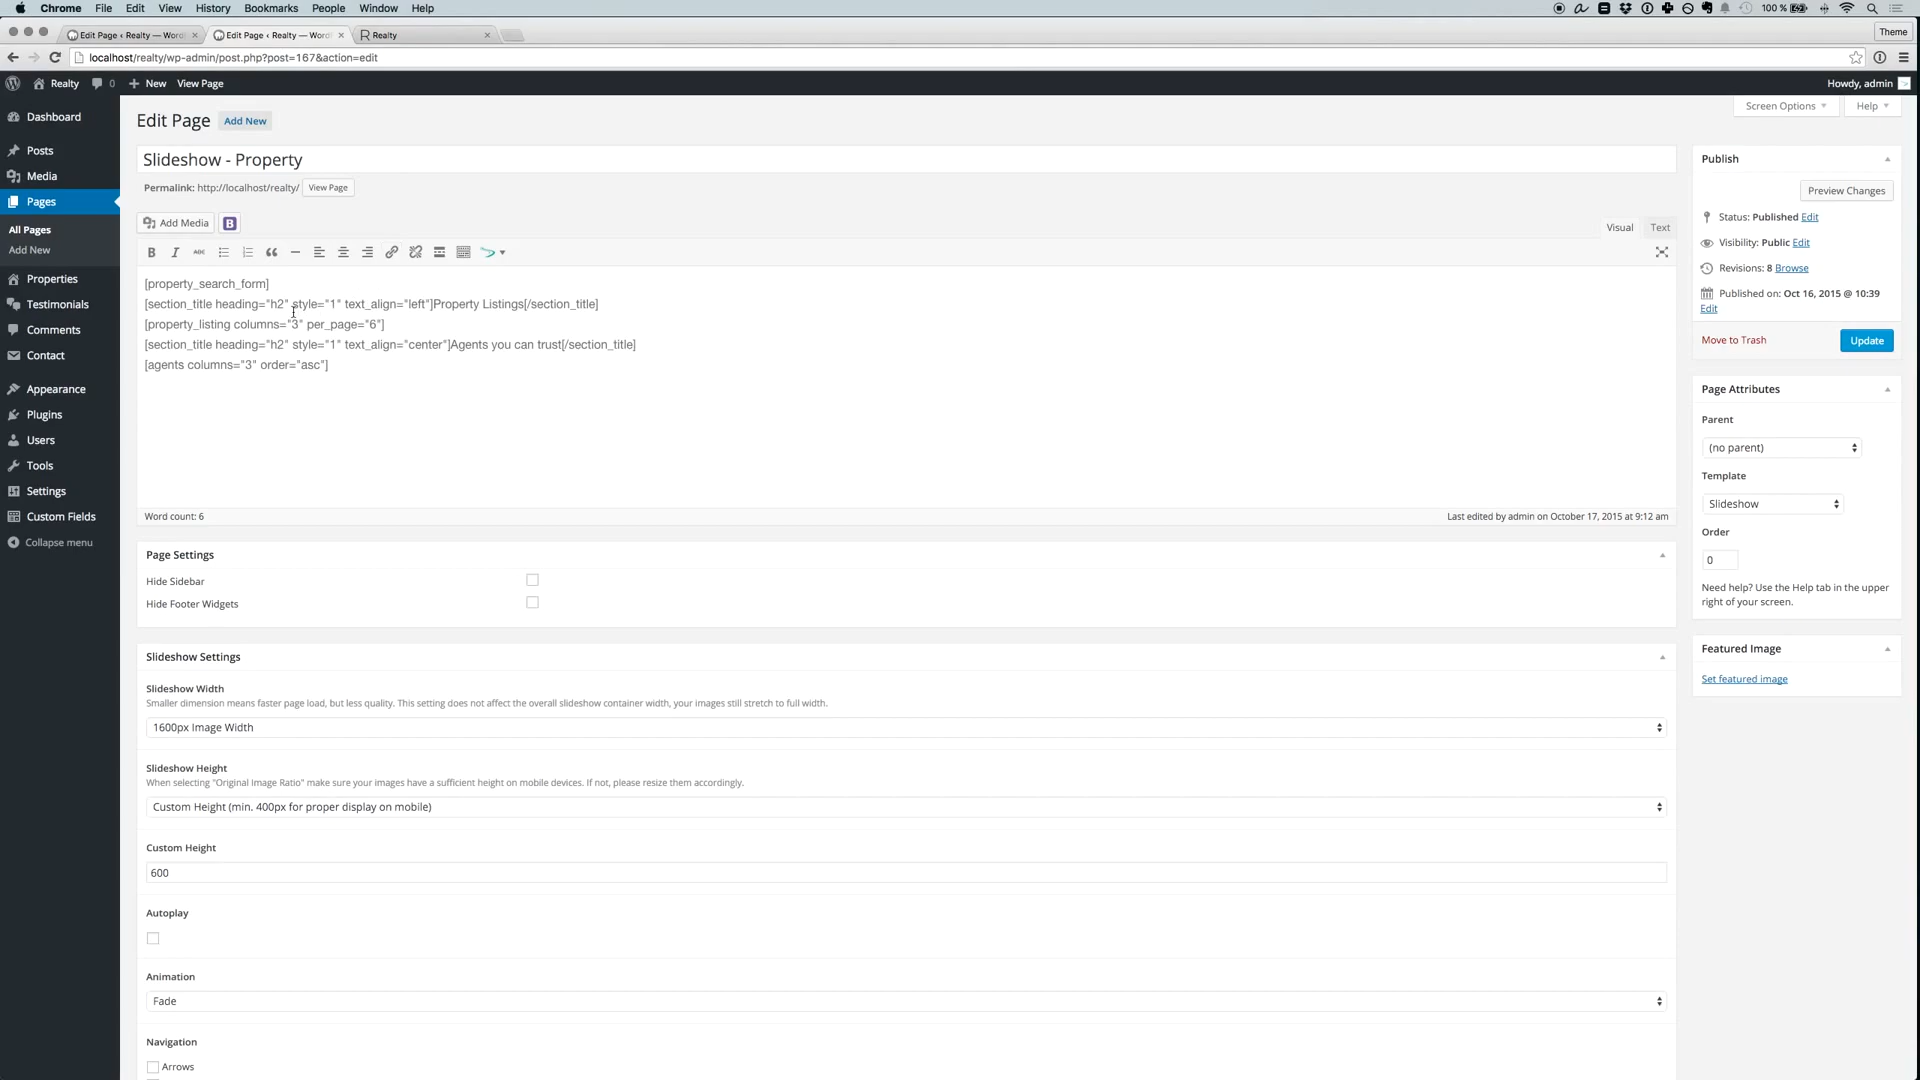 Chrome File Edit View History Bookmarks People Window Help 100 %
Edit Page ‹ Realty — Word Edit Page ‹ Realty — Word Realty Theme
localhost/realty/wp-admin/post.php?post=167&action=edit
Realty 0 New View Page Howdy, admin
Screen Options Help
Dashboard
Posts
Media
Pages
All Pages
Add New
Properties
Testimonials
Comments
Contact
Appearance
Plugins
Users
Tools
Settings
Custom Fields
Collapse menu
Edit Page Add New
Slideshow - Property
Permalink: http://localhost/realty/ View Page
Add Media B
Visual Text
B I ABC
[property_search_form]
[section_title heading="h2" style="1" text_align="left"]Property Listings[/section_title]
[property_listing columns="3" per_page="6"]
[section_title heading="h2" style="1" text_align="center"]Agents you can trust[/section_title]
[agents columns="3" order="asc"]
Word count: 6 Last edited by admin on October 17, 2015 at 9:12 am
Page Settings
Hide Sidebar
Hide Footer Widgets
Slideshow Settings
Slideshow Width
Smaller dimension means faster page load, but less quality. This setting does not affect the overall slideshow container width, your images still stretch to full width.
1600px Image Width
Slideshow Height
When selecting "Original Image Ratio" make sure your images have a sufficient height on mobile devices. If not, please resize them accordingly.
Custom Height (min. 400px for proper display on mobile)
Custom Height
600
Autoplay
Animation
Fade
Navigation
Arrows
Publish
Preview Changes
Status: Published Edit
Visibility: Public Edit
Revisions: 8 Browse
Published on: Oct 16, 2015 @ 10:39
Edit
Move to Trash Update
Page Attributes
Parent
(no parent)
Template
Slideshow
Order
0
Need help? Use the Help tab in the upper
right of your screen.
Featured Image
Set featured image